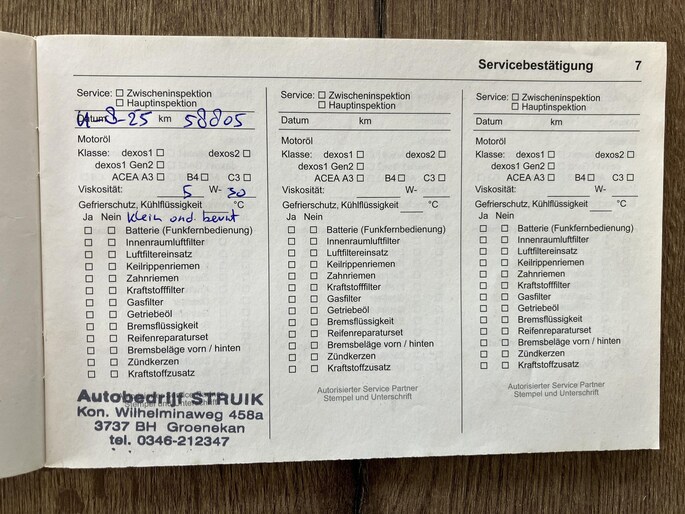 Servicebestätigung 7
Service: Zwischeninspektion
Hauptinspektion
Datum 8-25 km 58805
Motoröl
Klasse: dexos1 dexos2
dexos1 Gen2
ACEA A3 B4 C3
Viskosität: 5 W- 30
Gefrierschutz, Kühlflüssigkeit °C
Ja Nein Klein ond. beurt
Batterie (Funkfernbedienung)
Innenraumluftfilter
Luftfiltereinsatz
Keilrippenriemen
Zahnriemen
Kraftstofffilter
Gasfilter
Getriebeöl
Bremsflüssigkeit
Reifenreparaturset
Bremsbeläge vorn / hinten
Zündkerzen
Kraftstoffzusatz
Autobedrijf STRUIK
Stempel und Unterschrift
Kon. Wilhelminaweg 458a
3737 BH Groenekan
tel. 0346-212347
Service: Zwischeninspektion
Hauptinspektion
Datum km
Motoröl
Klasse: dexos1 dexos2
dexos1 Gen2
ACEA A3 B4 C3
Viskosität: W-
Gefrierschutz, Kühlflüssigkeit °C
Ja Nein
Batterie (Funkfernbedienung)
Innenraumluftfilter
Luftfiltereinsatz
Keilrippenriemen
Zahnriemen
Kraftstofffilter
Gasfilter
Getriebeöl
Bremsflüssigkeit
Reifenreparaturset
Bremsbeläge vorn / hinten
Zündkerzen
Kraftstoffzusatz
Autorisierter Service Partner
Stempel und Unterschrift
Service: Zwischeninspektion
Hauptinspektion
Datum km
Motoröl
Klasse: dexos1 dexos2
dexos1 Gen2
ACEA A3 B4 C3
Viskosität: W-
Gefrierschutz, Kühlflüssigkeit °C
Ja Nein
Batterie (Funkfernbedienung)
Innenraumluftfilter
Luftfiltereinsatz
Keilrippenriemen
Zahnriemen
Kraftstofffilter
Gasfilter
Getriebeöl
Bremsflüssigkeit
Reifenreparaturset
Bremsbeläge vorn / hinten
Zündkerzen
Kraftstoffzusatz
Autorisierter Service Partner
Stempel und Unterschrift